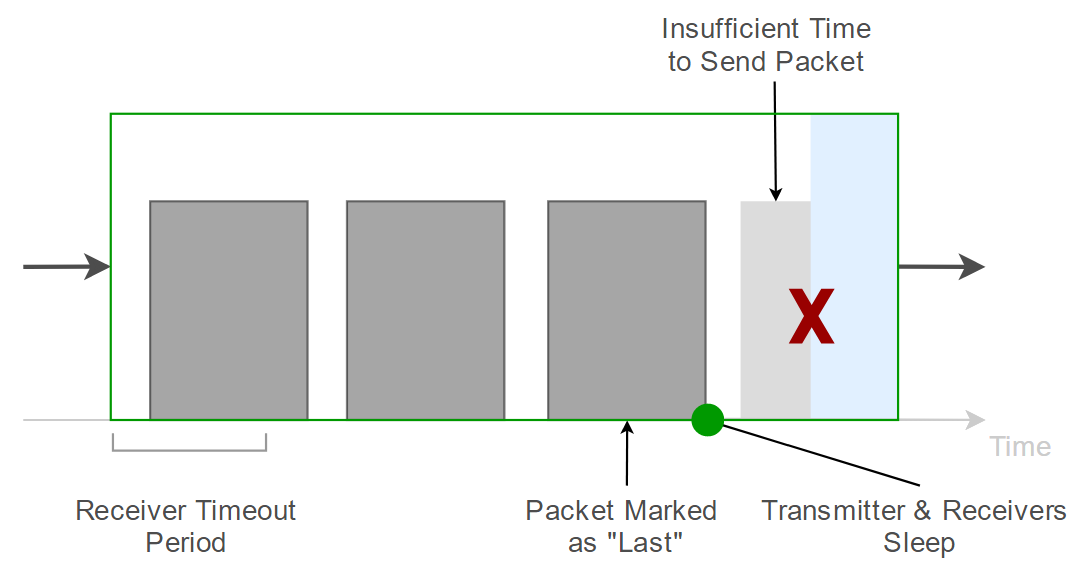 Insufficient Time
to Send Packet
X
Time
Receiver Timeout
Period
Packet Marked
as "Last"
Transmitter & Receivers
Sleep